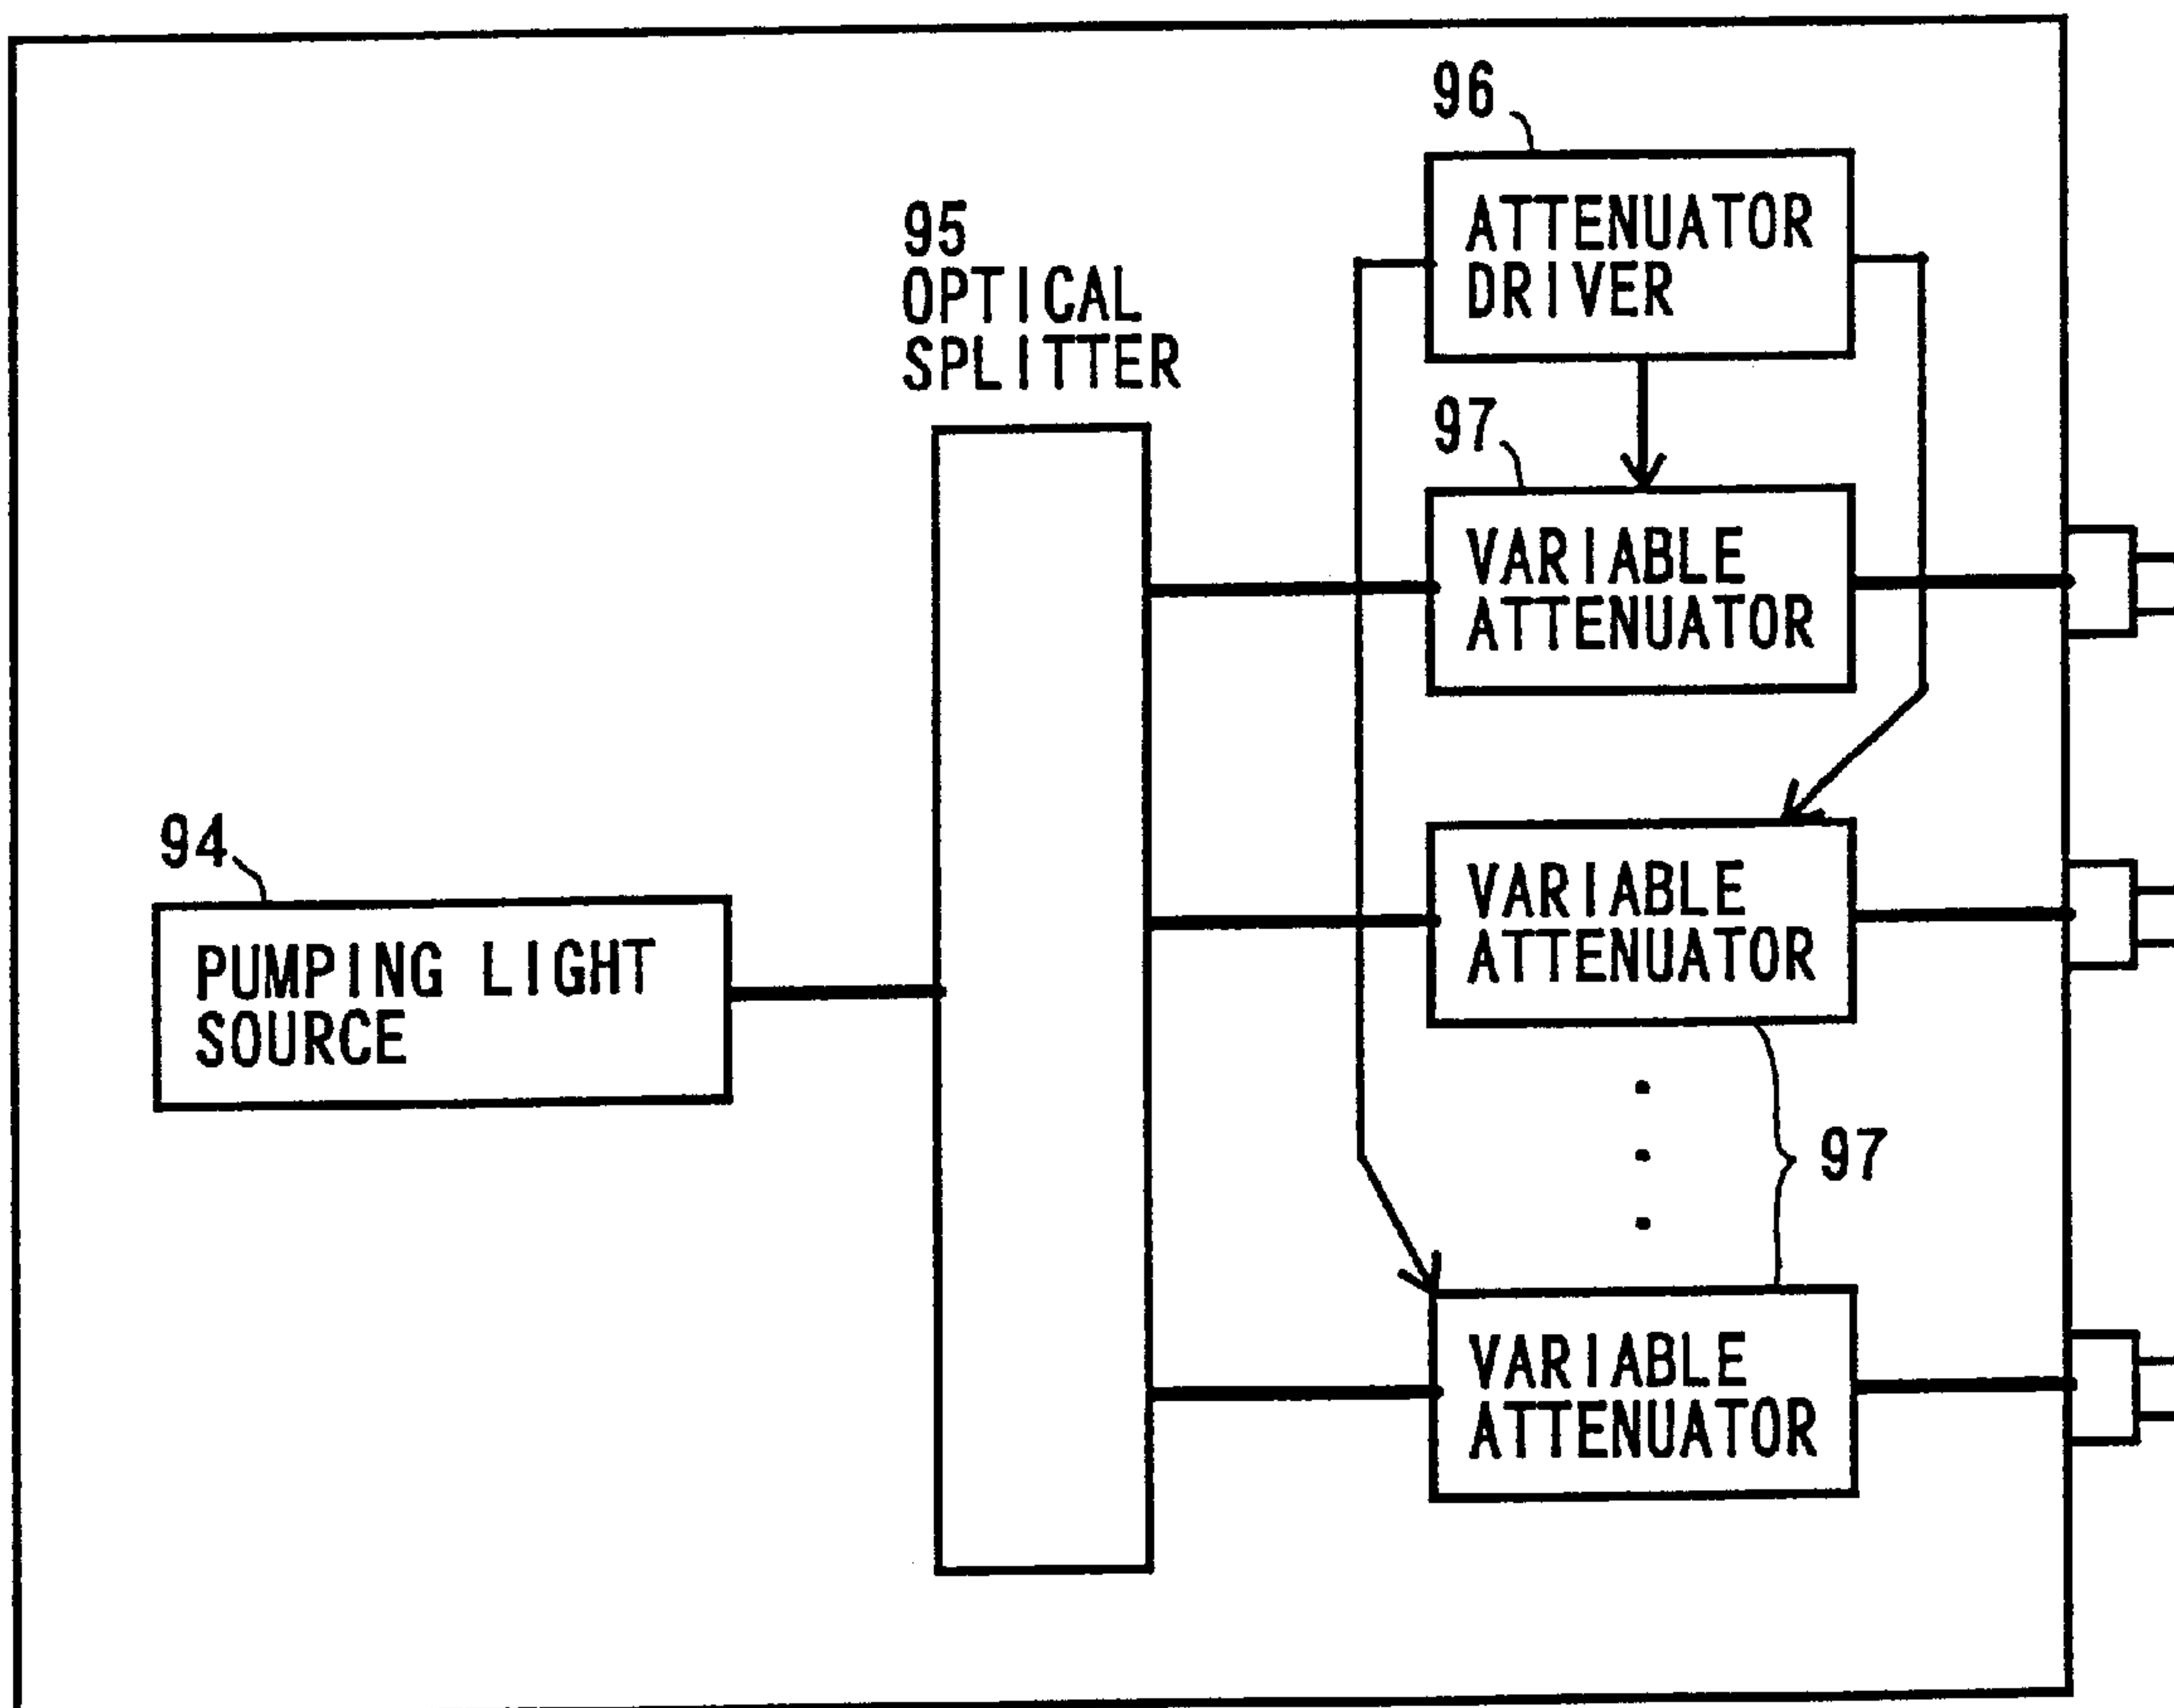 96
ATTENUATOR
DRIVER
95
OPTICAL
SPLITTER
97
VARIABLE
ATTENUATOR
94
PUMPING LIGHT
SOURCE
VARIABLE
ATTENUATOR
97
VARIABLE
ATTENUATOR